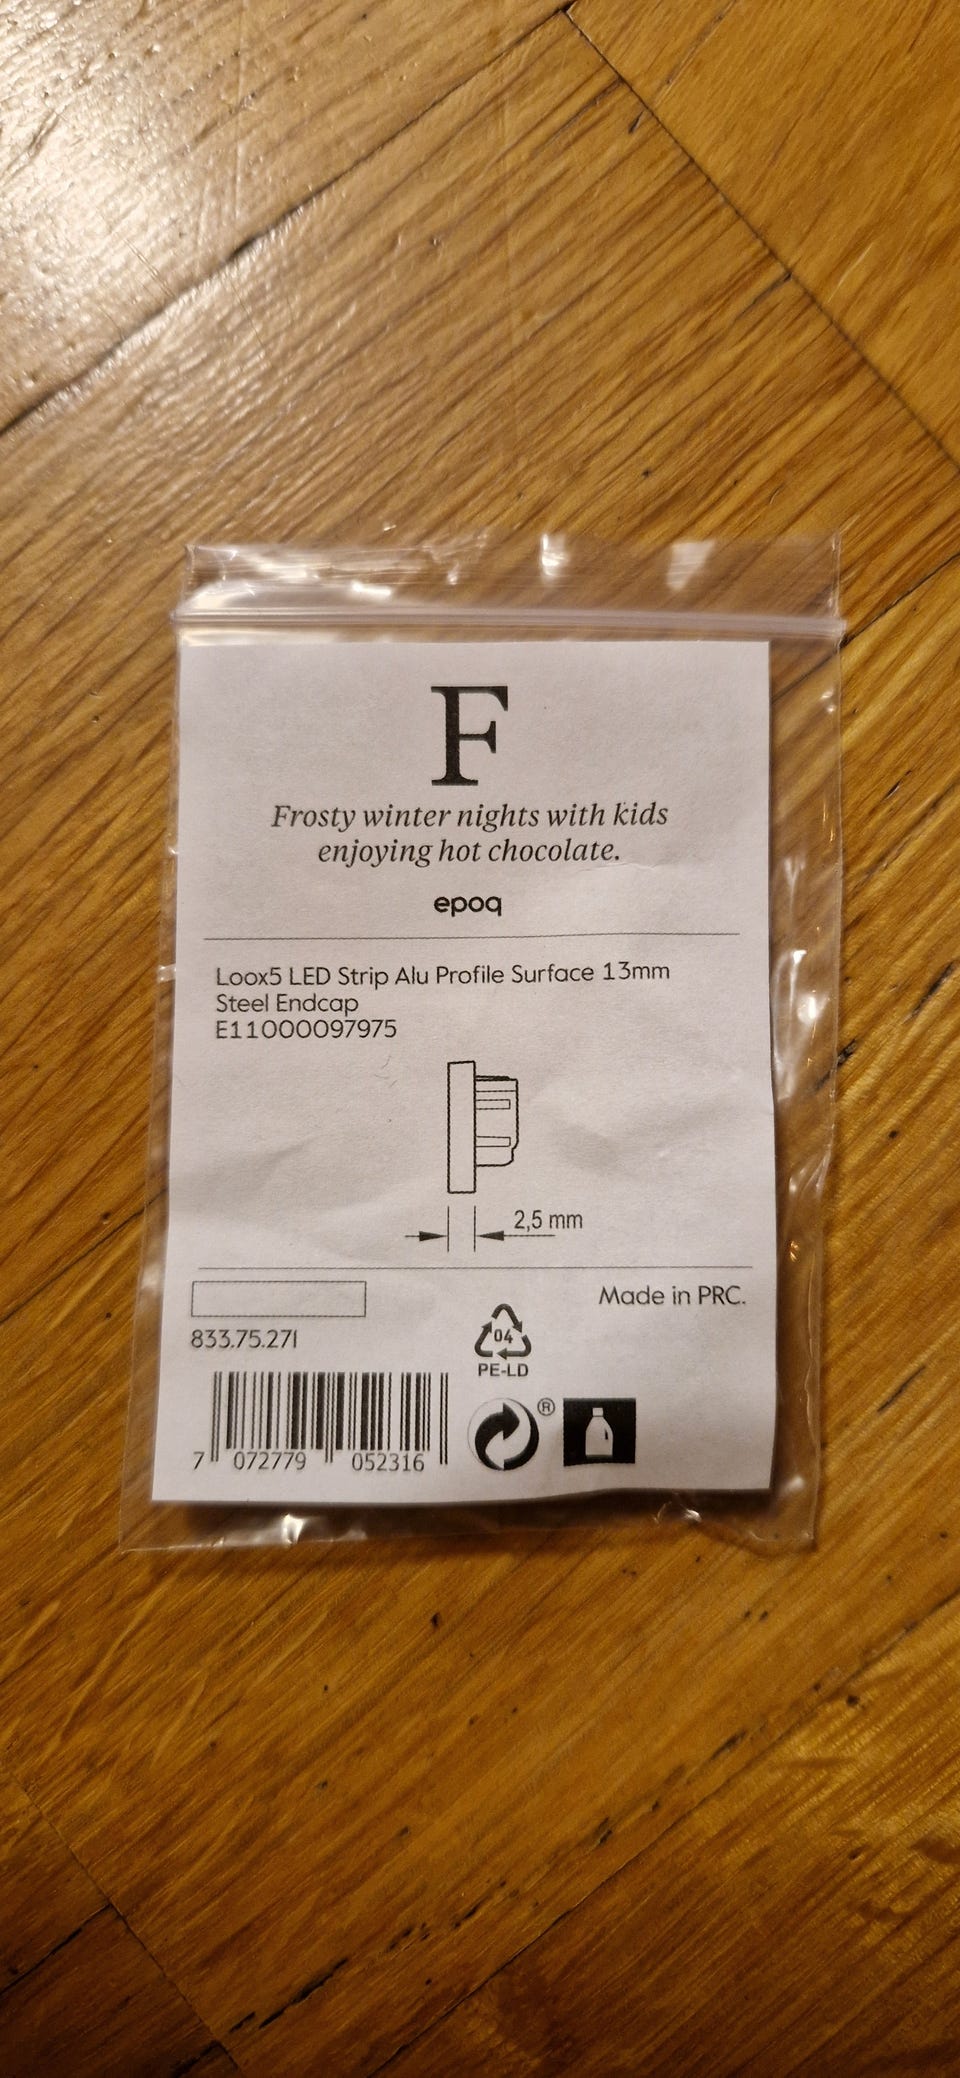 F
Frosty winter nights with kids
enjoying hot chocolate.
epoq
Loox5 LED Strip Alu Profile Surface 13mm
Steel Endcap
E11000097975
2,5 mm
Made in PRC.
833.75.271
04
PE-LD
®
7 072779 052316